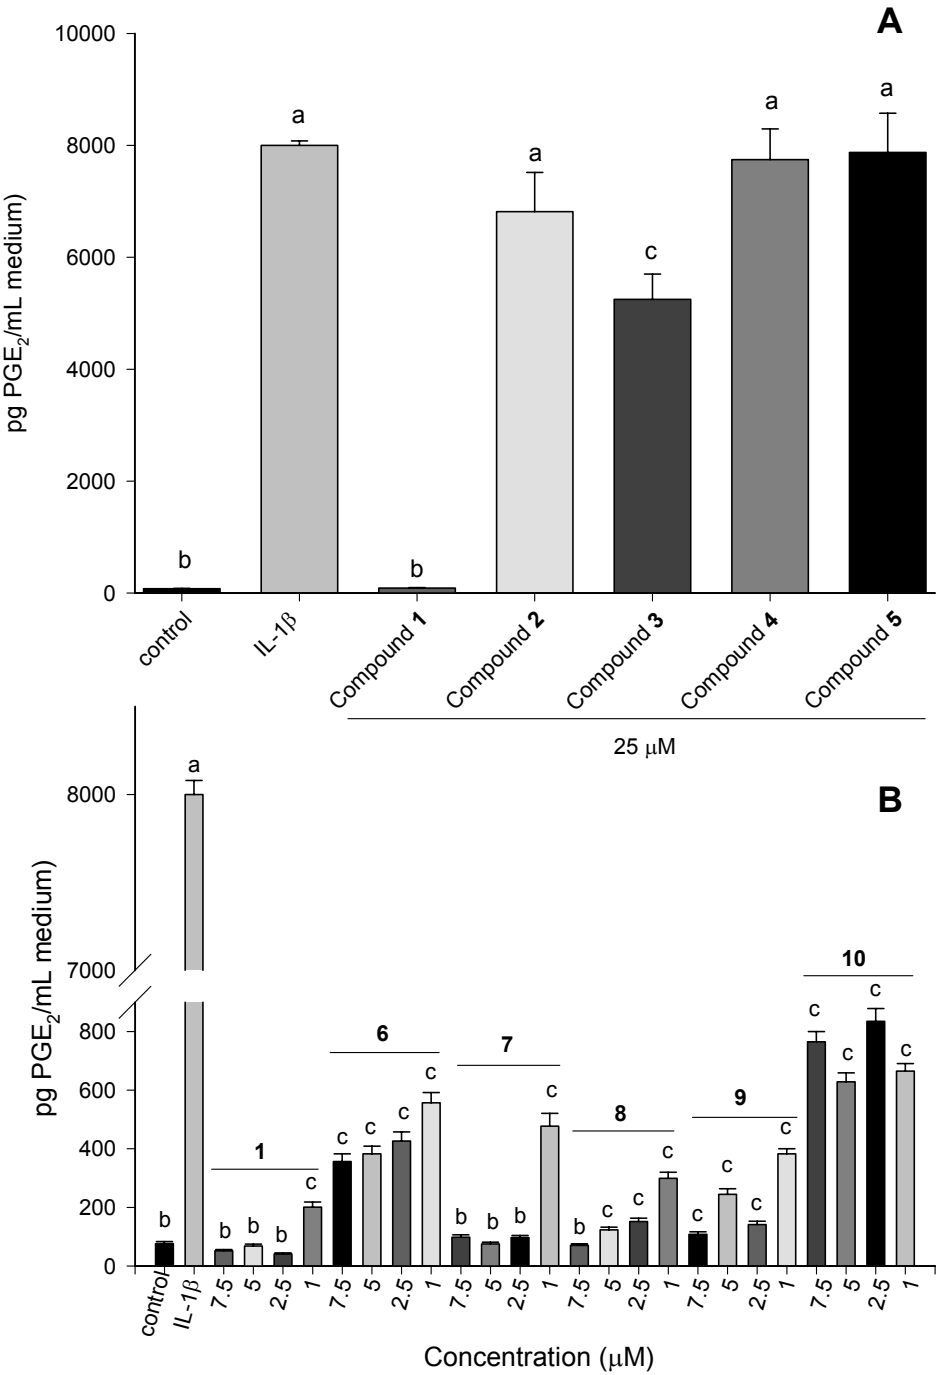 A
10000
a
a
a
a
8000
c
6000
4000
2000
b
b
0
pg PGE2/mL medium)
control
IL-1β
Compound 1
Compound 2
Compound 3
Compound 4
Compound 5
25 μM
B
a
8000
7000
10
c
c
c
c
800
6
7
600
c
c
9
8
400
c
c
c
c
c
1
c
c
200
c
c
c
b
b
b
b
b
b
b
b
c
c
0
pg PGE2/mL medium)
control
IL-1β
7.5
5
2.5
1
7.5
5
2.5
1
7.5
5
2.5
1
7.5
5
2.5
1
7.5
5
2.5
1
7.5
5
2.5
1
Concentration (μM)